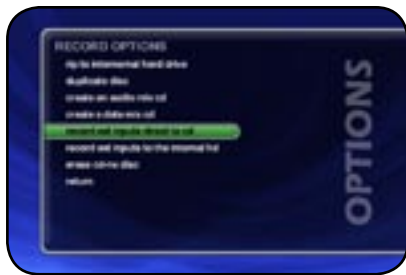 RECORD OPTIONS
rip to internal hard drive
duplicate disc
create an audio mix cd
create a data mix cd
record ext inputs direct to cd
record ext inputs to the internal hd
erase cd-rw disc
return
OPTIONS